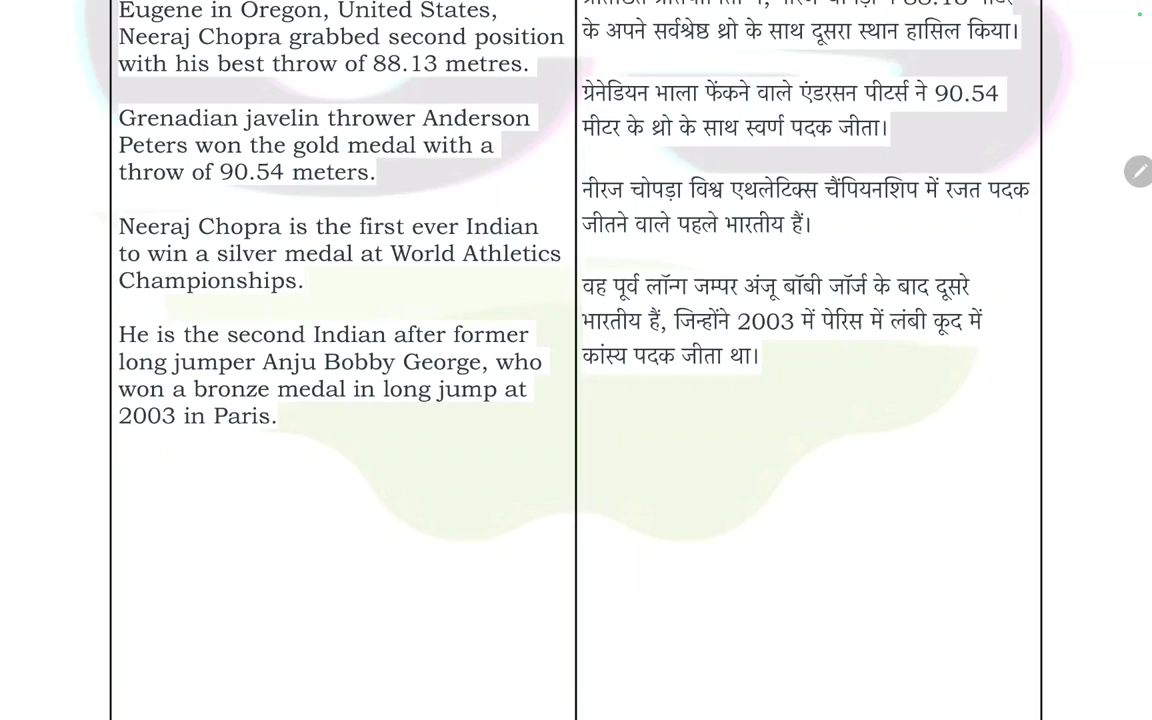 Eugene in Oregon, United States,
Neeraj Chopra grabbed second position
with his best throw of 88.13 metres.
Grenadian javelin thrower Anderson
Peters won the gold medal with a
throw of 90.54 meters.
Neeraj Chopra is the first ever Indian
to win a silver medal at World Athletics
Championships.
He is the second Indian after former
long jumper Anju Bobby George, who
won a bronze medal in long jump at
2003 in Paris.
के अपने सर्वश्रेष्ठ थ्रो के साथ दूसरा स्थान हासिल किया।
ग्रेनेडियन भाला फेंकने वाले एंडरसन पीटर्स ने 90.54
मीटर के थ्रो के साथ स्वर्ण पदक जीता।
नीरज चोपड़ा विश्व एथलेटिक्स चैंपियनशिप में रजत पदक
जीतने वाले पहले भारतीय हैं।
वह पूर्व लॉन्ग जम्पर अंजू बॉबी जॉर्ज के बाद दूसरे
भारतीय हैं, जिन्होंने 2003 में पेरिस में लंबी कूद में
कांस्य पदक जीता था।